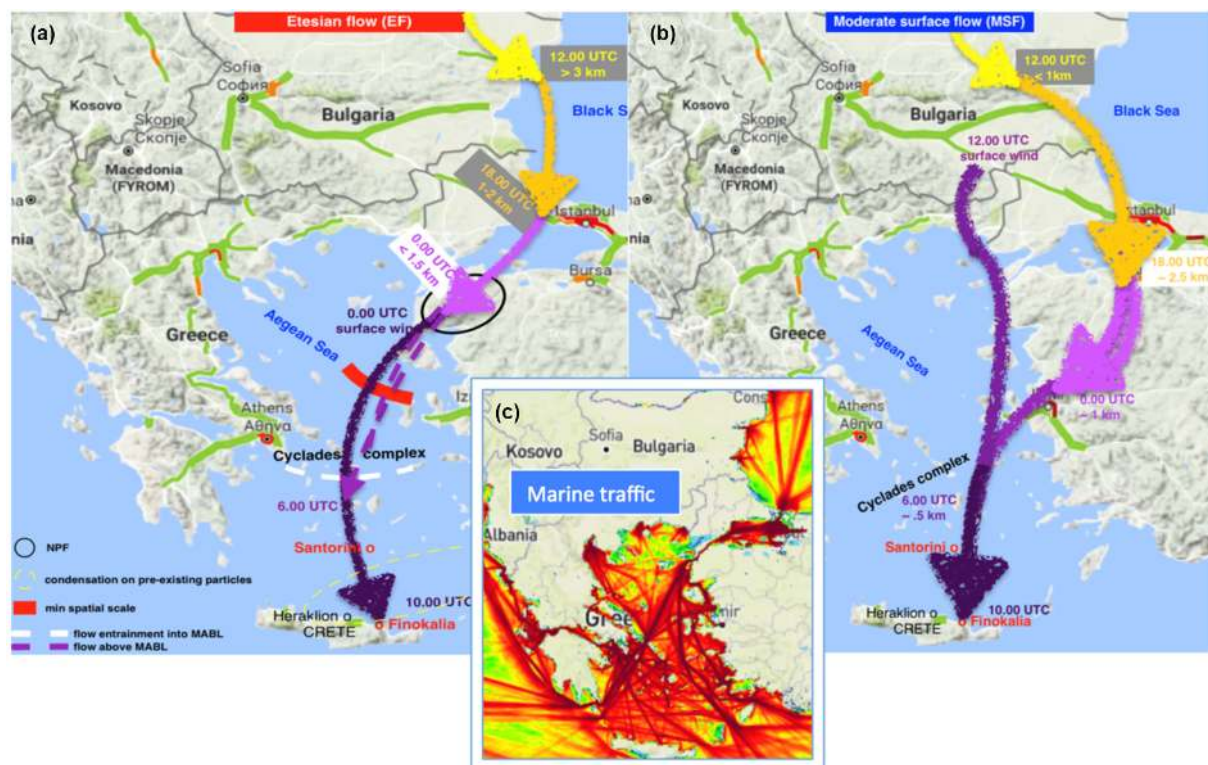 (a)
Etesian flow (EF)
12.00 UTC
> 3 km
Sofia
София
Kosovo
Skopje
Скопје
Bulgaria
Black S
Macedonia
(FYROM)
18.00 UTC
1-2 km
Istanbul
0.00 UTC
< 1.5 km
Bursa
0.00 UTC
surface win
Greece
Aegean Sea
Iz
Athens
Αθήνα
Cyclades complex
6.00 UTC
Santorini
NPF
condensation on pre-existing particles
min spatial scale
10.00 UTC
Heraklion
CRETE
Finokalia
flow entrainment into MABL
flow above MABL
(b)
Moderate surface flow (MSF)
12.00 UTC
< 1km
Sofia
София
Kosovo
Skopje
Скопје
Bulgaria
Black Sea
12.00 UTC
surface wind
Macedonia
(FYROM)
nia
stanbul
18.00 UTC
~ 2.5 km
Bursa
Greece
Aegean Sea
0.00 UTC
~ 1 km
Athens
Αθήνα
Cyclades complex
6.00 UTC
~ .5 km
Santorini
10.00 UTC
Heraklion
CRETE
Finokalia
(c)
Cons
Kosovo
Sofia
Bulgaria
Marine traffic
Albania
Gree
mir